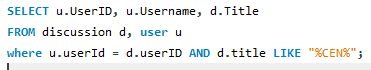 SELECT u.UserID, u.Username, d.Title
FROM discussion d, user u
where u.userId = d.userID AND d.title LIKE "%CEN%";